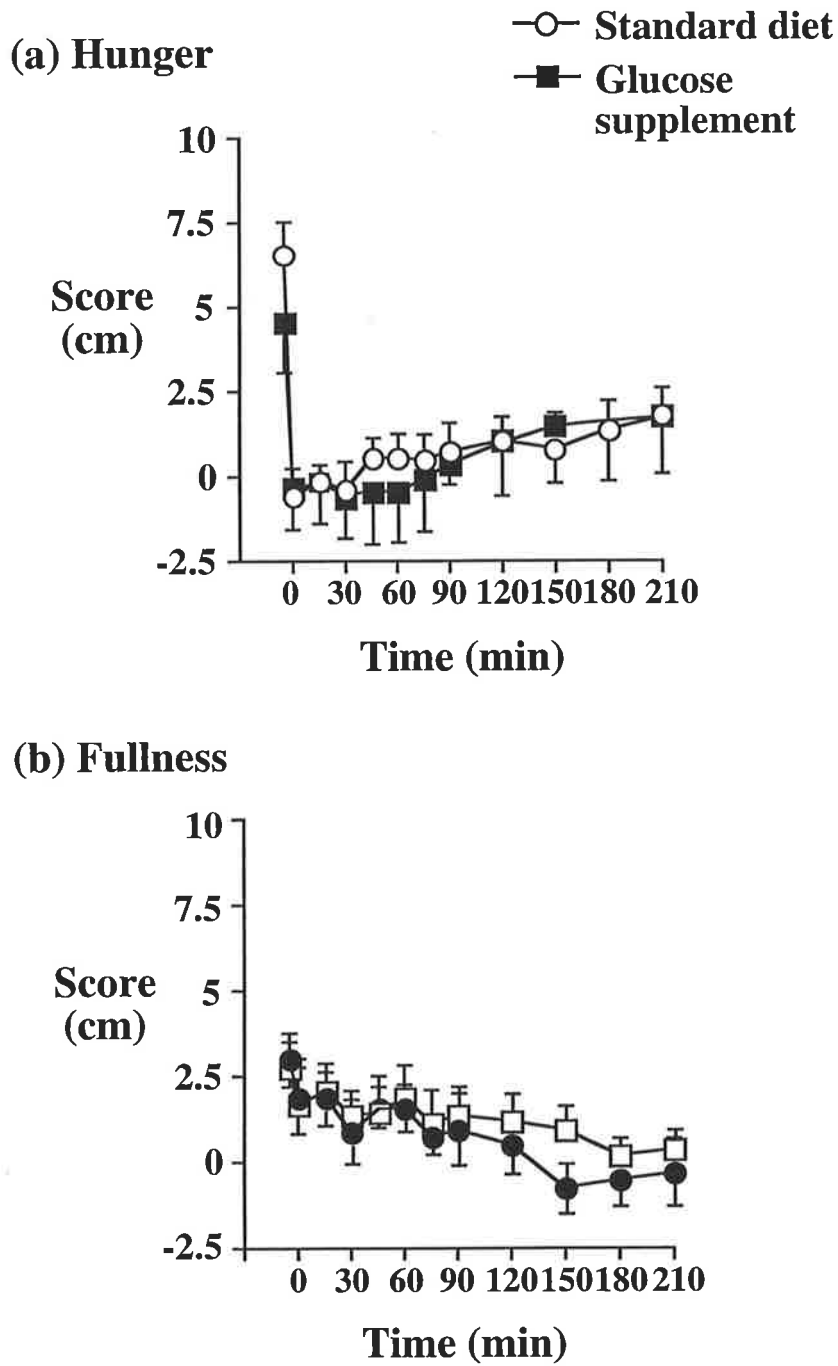 (a) Hunger
Standard diet
Glucose
supplement
10
7.5
5
2.5
0
-2.5
Score
(cm)
0 30 60 90 120 150 180 210
Time (min)
(b) Fullness
10
7.5
5
2.5
0
-2.5
Score
(cm)
0 30 60 90 120 150 180 210
Time (min)